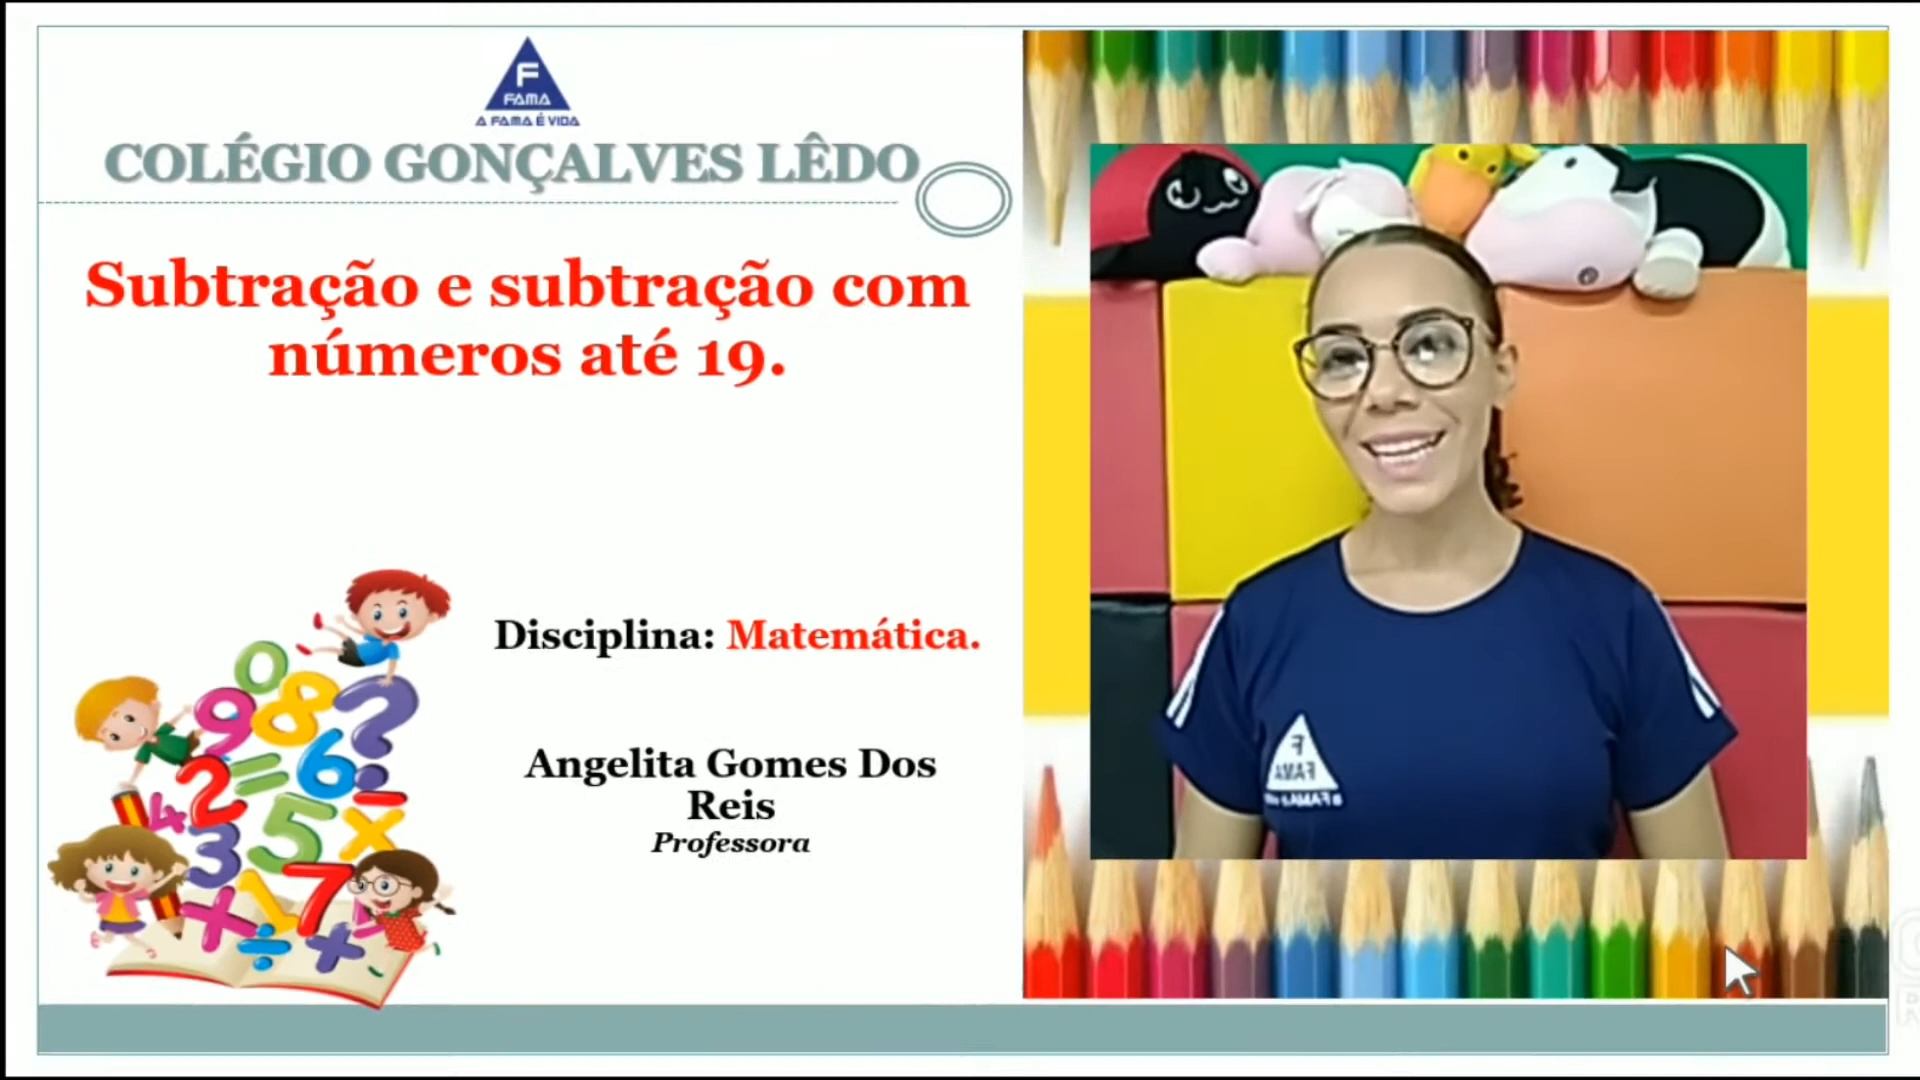 F
FAMA
A FAMA É VIDA
COLÉGIO GONÇALVES LÊDO
Subtração e subtração com
números até 19.
Disciplina: Matemática.
Angelita Gomes Dos
Reis
Professora
F
FAMA